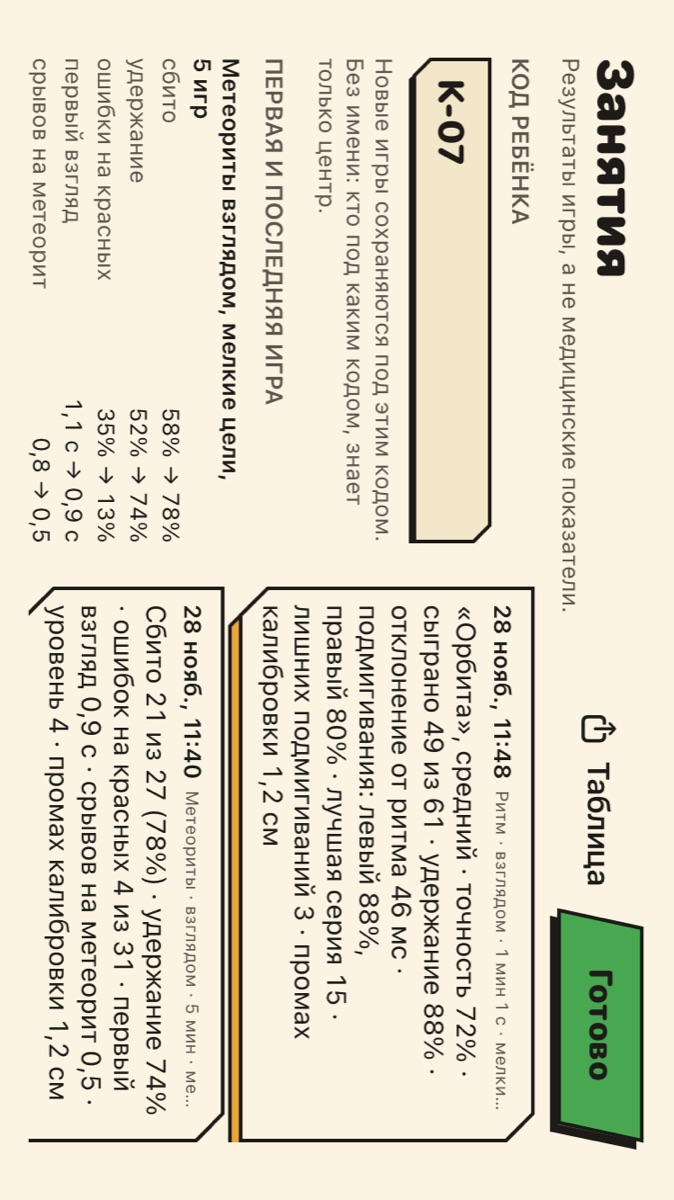 Занятия
Результаты игры, а не медицинские показатели.
Таблица
Готово
КОД РЕБЁНКА
К-07
Новые игры сохраняются под этим кодом.
Без имени: кто под каким кодом, знает
только центр.
ПЕРВАЯ И ПОСЛЕДНЯЯ ИГРА
Метеориты взглядом, мелкие цели,
5 игр
сбито 58% → 78%
удержание 52% → 74%
ошибки на красных 35% → 13%
первый взгляд 1,1 с → 0,9 с
срывов на метеорит 0,8 → 0,5
28 нояб., 11:48 Ритм · взглядом · 1 мин 1 с · мелки...
«Орбита», средний · точность 72% ·
сыграно 49 из 61 · удержание 88% ·
отклонение от ритма 46 мс ·
подмигивания: левый 88%,
правый 80% · лучшая серия 15 ·
лишних подмигиваний 3 · промах
калибровки 1,2 см
28 нояб., 11:40 Метеориты · взглядом · 5 мин · ме...
Сбито 21 из 27 (78%) · удержание 74%
· ошибок на красных 4 из 31 · первый
взгляд 0,9 с · срывов на метеорит 0,5 ·
уровень 4 · промах калибровки 1,2 см